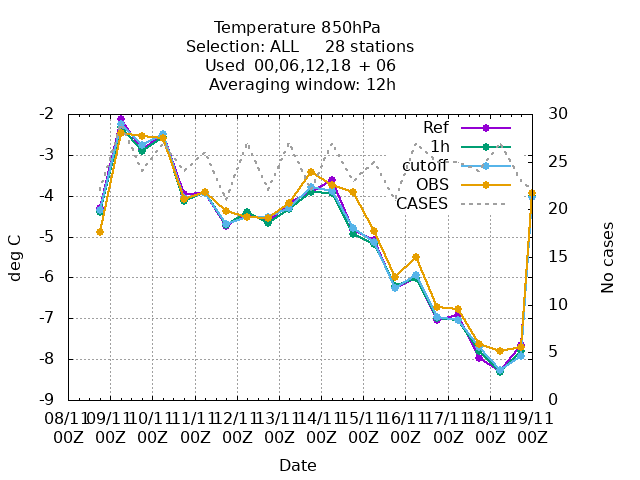 Temperature 850hPa
Selection: ALL     28 stations
Used  00,06,12,18 + 06
Averaging window: 12h
-2
-3
-4
-5
-6
-7
-8
-9
deg C
30
25
20
15
10
5
0
No cases
Ref
1h
cutoff
OBS
CASES
08/11 09/11 10/11 11/11 12/11 13/11 14/11 15/11 16/11 17/11 18/11 19/11
00Z 00Z 00Z 00Z 00Z 00Z 00Z 00Z 00Z 00Z 00Z 00Z
Date